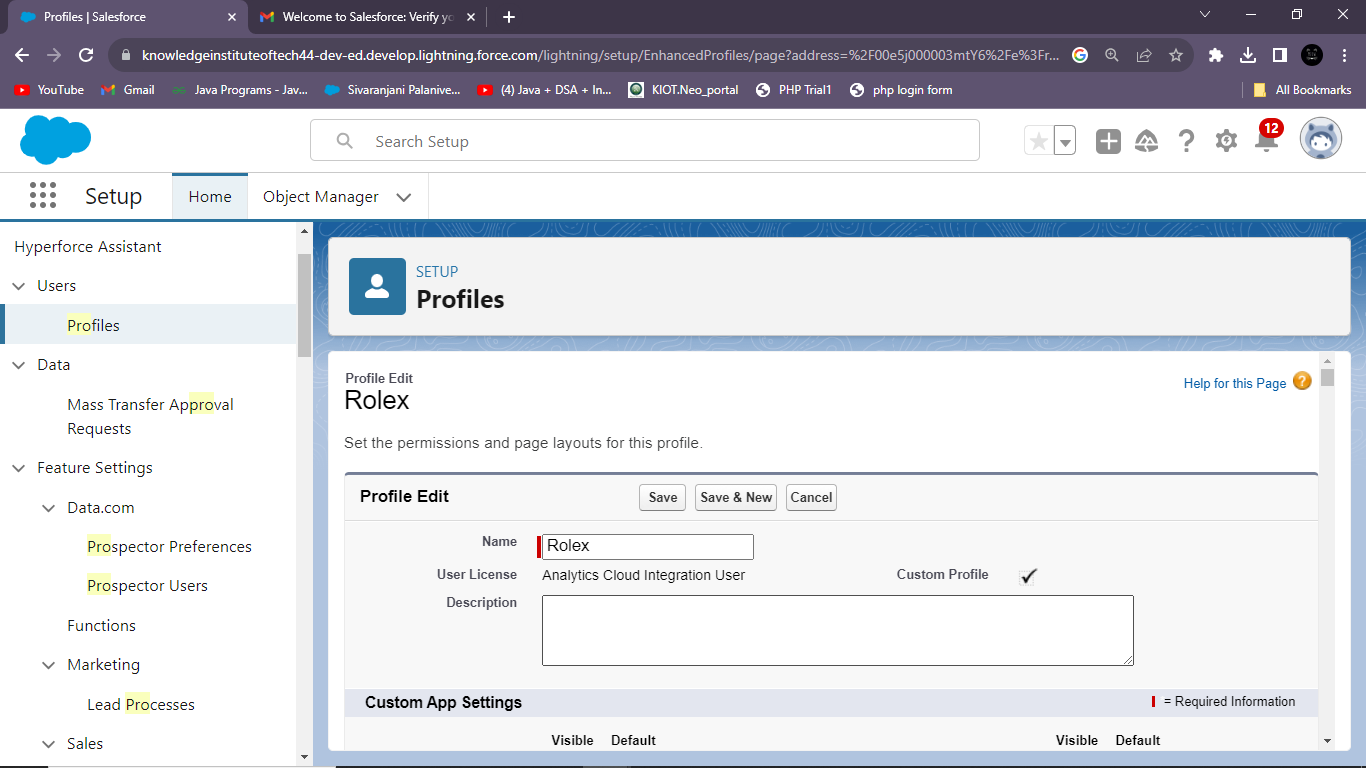 Profiles | Salesforce
Welcome to Salesforce: Verify yo
knowledgeinstituteoftech44-dev-ed.develop.lightning.force.com/lightning/setup/EnhancedProfiles/page?address=%2F00e5j000003mtY6%2Fe%3Fr...
YouTube
Gmail
Java Programs - Jav...
Sivaranjani Palanive...
(4) Java + DSA + In...
KIOT.Neo_portal
PHP Trial1
php login form
All Bookmarks
Search Setup
12
Setup
Home
Object Manager
Hyperforce Assistant
Users
Profiles
Data
Mass Transfer Approval
Requests
Feature Settings
Data.com
Prospector Preferences
Prospector Users
Functions
Marketing
Lead Processes
Sales
SETUP
Profiles
Profile Edit
Rolex
Help for this Page ?
Set the permissions and page layouts for this profile.
Profile Edit
Save
Save & New
Cancel
Name
Rolex
User License
Analytics Cloud Integration User
Custom Profile
Description
Custom App Settings
= Required Information
Visible
Default
Visible
Default